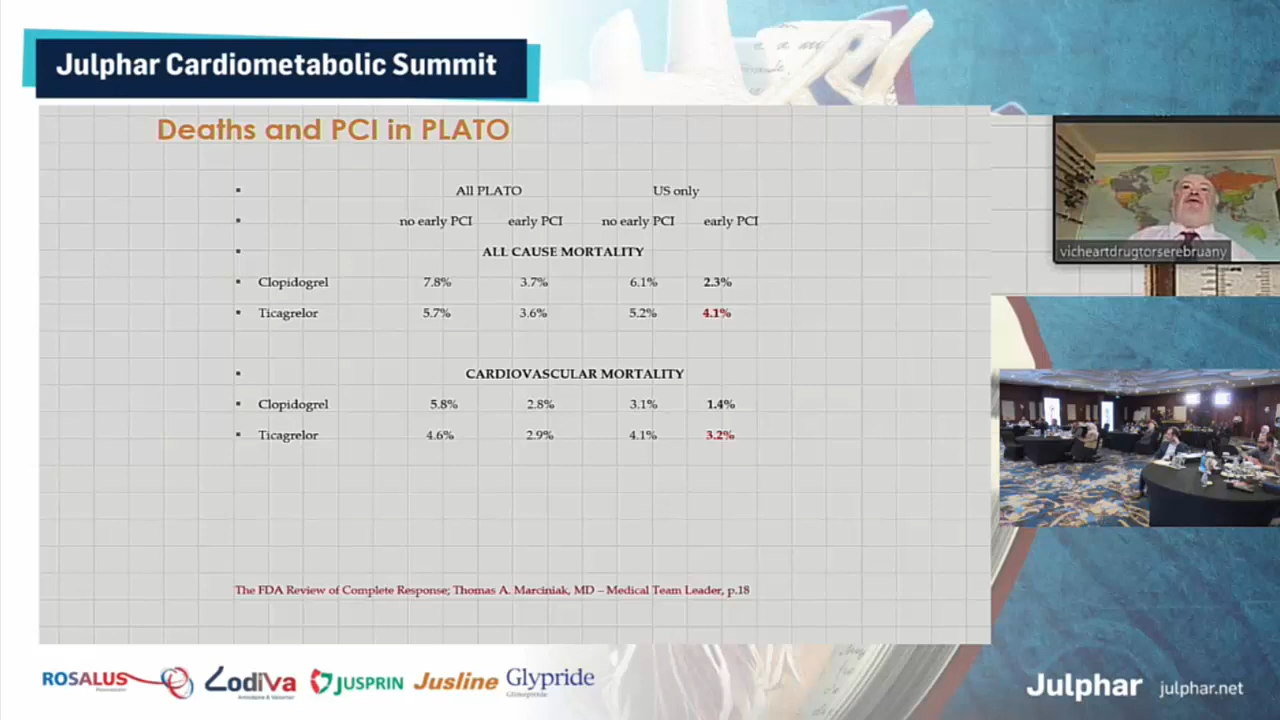 Julphar Cardiometabolic Summit
Deaths and PCI in PLATO
All PLATO US only
no early PCI early PCI no early PCI early PCI
ALL CAUSE MORTALITY
Clopidogrel 7.8% 3.7% 6.1% 2.3%
Ticagrelor 5.7% 3.6% 5.2% 4.1%
CARDIOVASCULAR MORTALITY
Clopidogrel 5.8% 2.8% 3.1% 1.4%
Ticagrelor 4.6% 2.9% 4.1% 3.2%
The FDA Review of Complete Response; Thomas A. Marciniak, MD – Medical Team Leader, p.18
vicheartdrugtorserebruany
ROSALUS
Lodiva
Amlodipine & Valsartan
JUSPRIN
Jusline
Glypride
Glimepiride
Julphar julphar.net